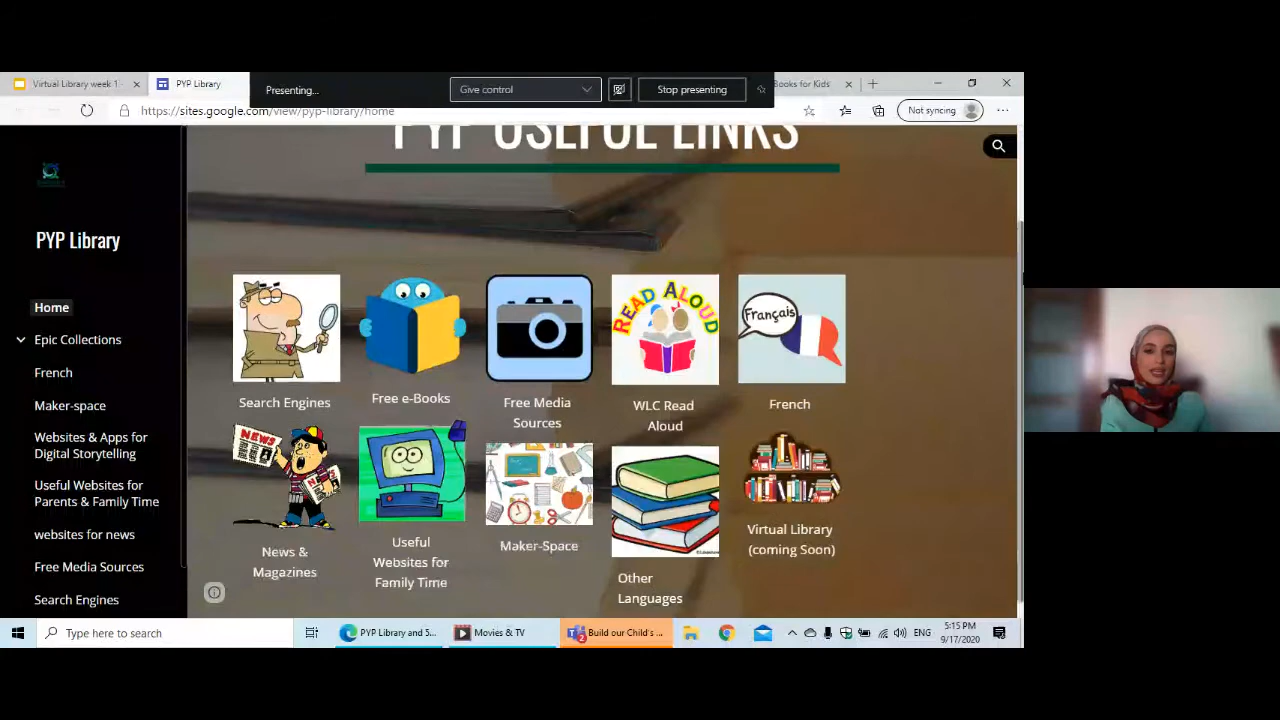 Virtual Library week 1
PYP Library
Presenting...
Give control
Stop presenting
Books for Kids
https://sites.google.com/view/pyp-library/home
Not syncing
PYP USEFUL LINKS
PYP Library
Home
Epic Collections
French
Maker-space
Websites & Apps for
Digital Storytelling
Useful Websites for
Parents & Family Time
websites for news
Free Media Sources
Search Engines
READ ALOUD
Français
Search Engines
Free e-Books
Free Media
Sources
WLC Read
Aloud
French
NEWS
News &
Magazines
Useful
Websites for
Family Time
Maker-Space
Other
Languages
Virtual Library
(coming Soon)
Type here to search
PYP Library and 5...
Movies & TV
2
Build our Child's ...
ENG
5:15 PM
9/17/2020